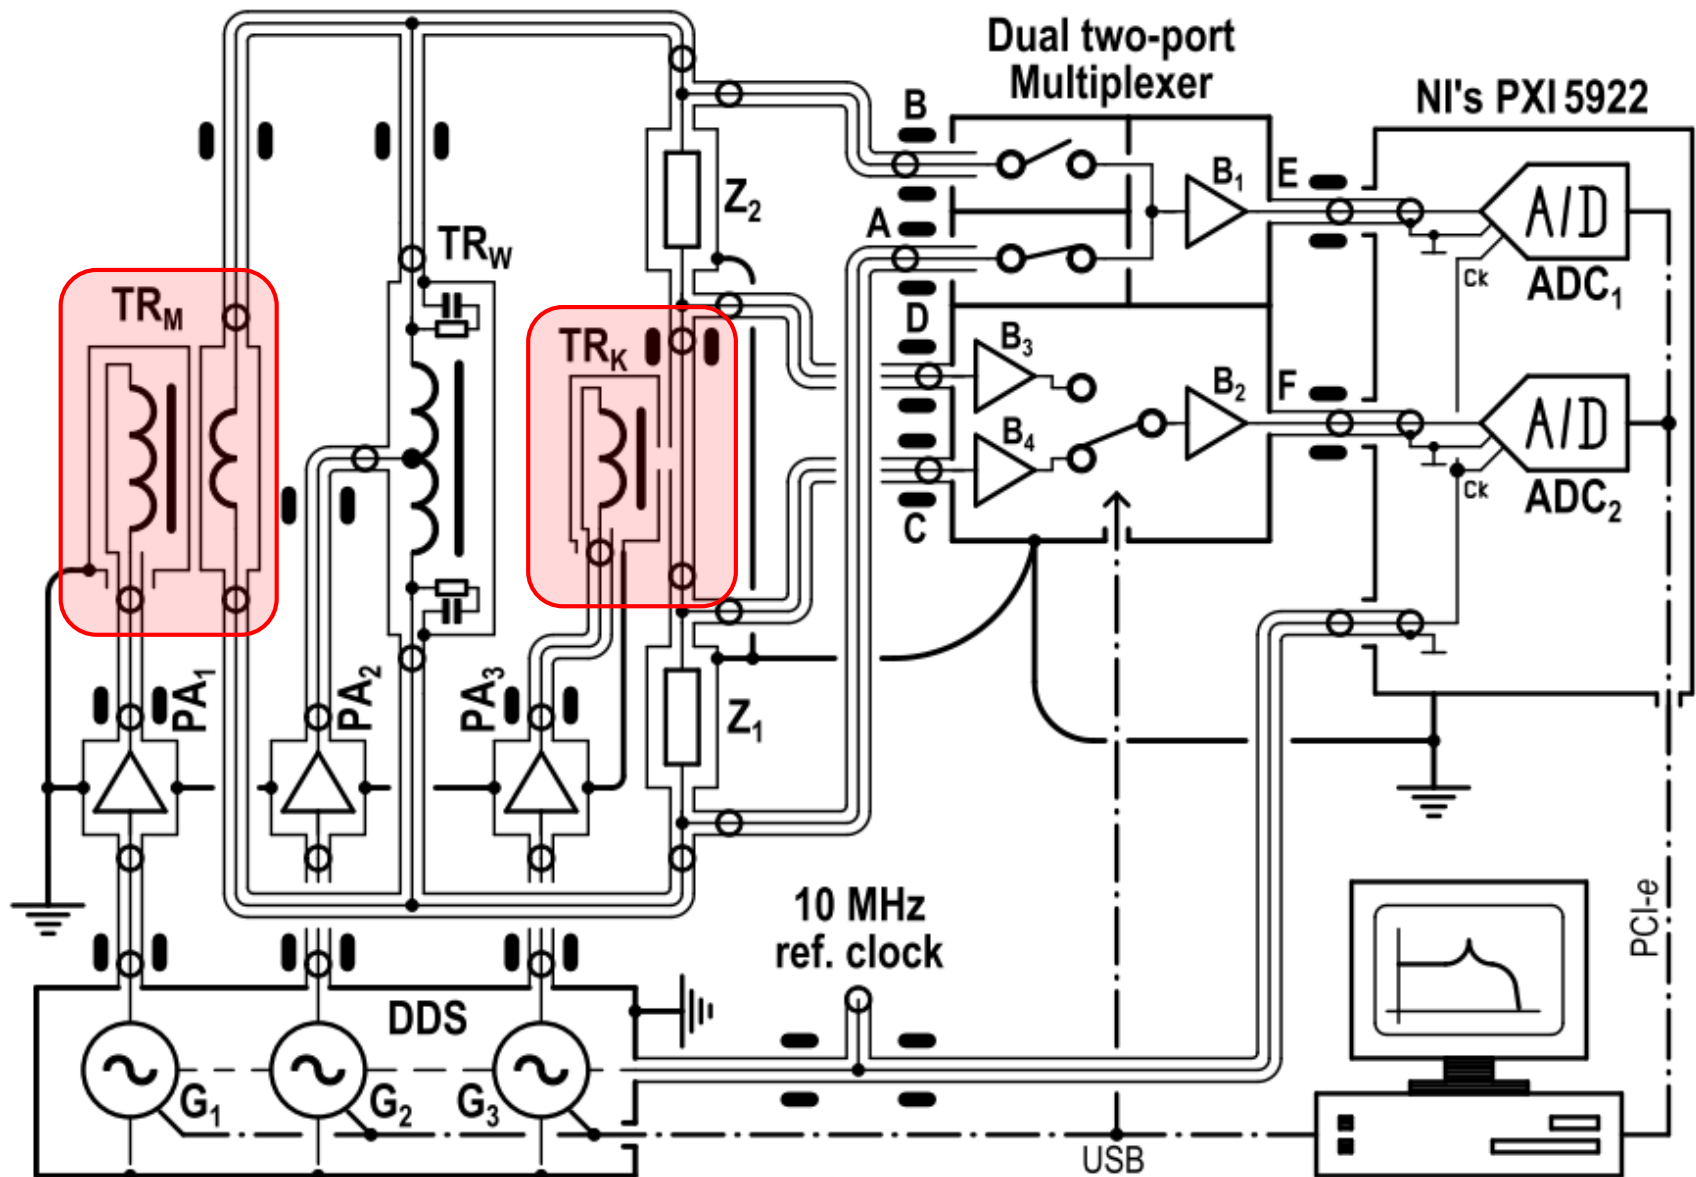 Dual two-port
Multiplexer
NI's PXI 5922
B
A
D
C
E
F
Z2
Z1
TRM
TRW
TRK
B1
B3
B2
B4
A/D
ADC1
Ck
A/D
ADC2
Ck
PA1
PA2
PA3
10 MHz
ref. clock
DDS
G1
G2
G3
USB
PCI-e